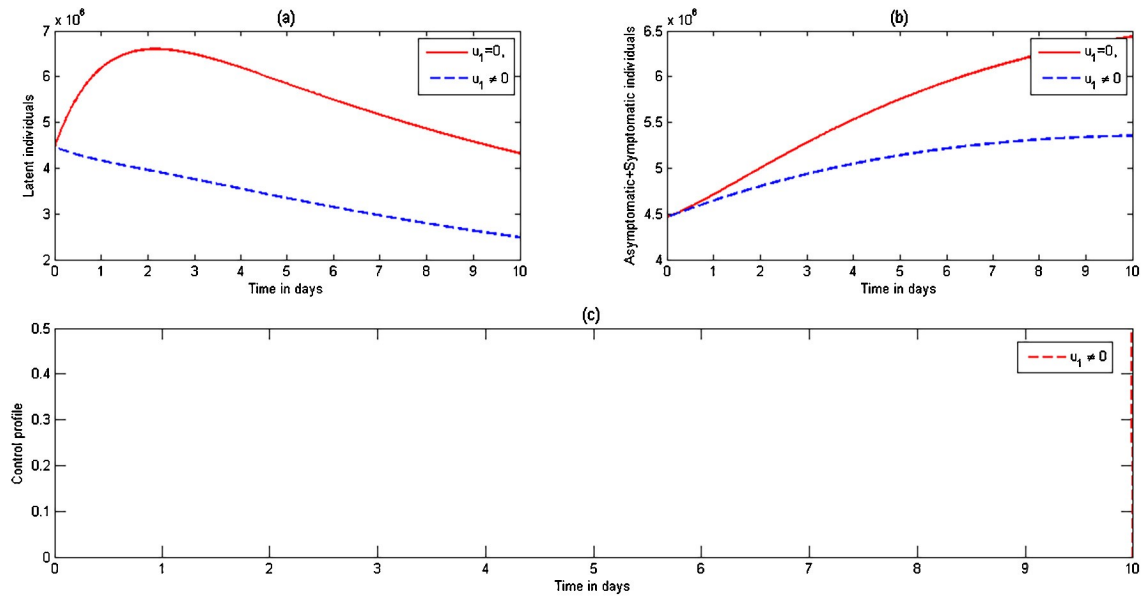 (a)
x 10⁶
7
6
5
4
3
2
Latent individuals
0 1 2 3 4 5 6 7 8 9 10
Time in days
u₁=0,
u₁ ≠ 0
(b)
x 10⁶
6.5
6
5.5
5
4.5
4
Asymptomatic+Symptomatic individuals
0 1 2 3 4 5 6 7 8 9 10
Time in days
u₁=0,
u₁ ≠ 0
(c)
0.5
0.4
0.3
0.2
0.1
0
Control profile
0 1 2 3 4 5 6 7 8 9 10
Time in days
u₁ ≠ 0